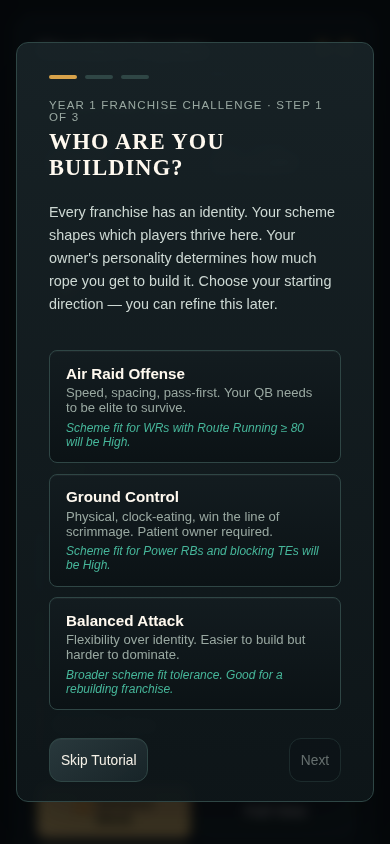 YEAR 1 FRANCHISE CHALLENGE · STEP 1
OF 3
WHO ARE YOU
BUILDING?
Every franchise has an identity. Your scheme
shapes which players thrive here. Your
owner's personality determines how much
rope you get to build it. Choose your starting
direction — you can refine this later.
Air Raid Offense
Speed, spacing, pass-first. Your QB needs
to be elite to survive.
Scheme fit for WRs with Route Running ≥ 80
will be High.
Ground Control
Physical, clock-eating, win the line of
scrimmage. Patient owner required.
Scheme fit for Power RBs and blocking TEs will
be High.
Balanced Attack
Flexibility over identity. Easier to build but
harder to dominate.
Broader scheme fit tolerance. Good for a
rebuilding franchise.
Skip Tutorial
Next